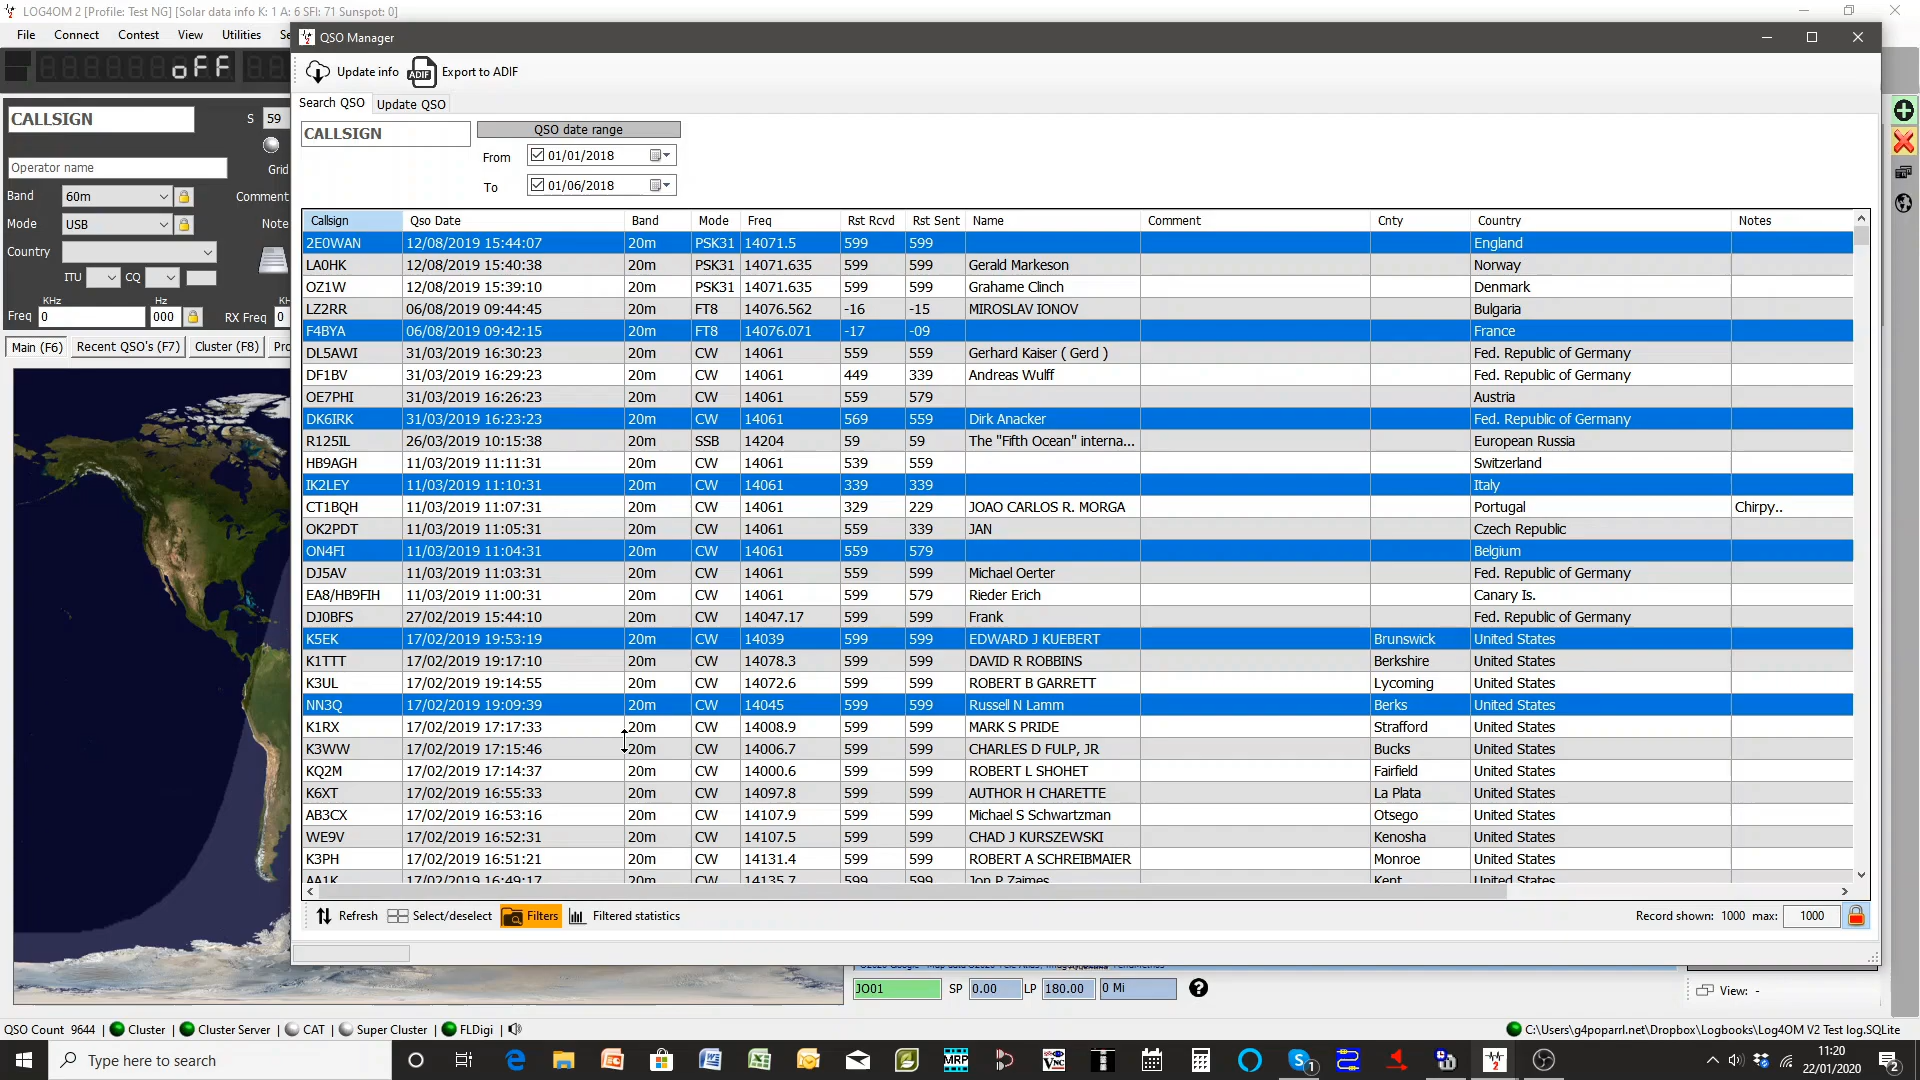 LOG4OM 2 [Profile: Test NG] [Solar data info K: 1 A: 6 SFI: 71 Sunspot: 0]
File Connect Contest View Utilities
QSO Manager
OFF
Update info ADIF Export to ADIF
Search QSO Update QSO
CALLSIGN S 59
CALLSIGN QSO date range
From 01/01/2018
To 01/06/2018
Operator name Grid
Band 60m Comment
Mode USB Note
Country
ITU CQ
KHz Hz
Freq 0 000 RX Freq 0
Main (F6) Recent QSO's (F7) Cluster (F8)
Callsign Qso Date Band Mode Freq Rst Rcvd Rst Sent Name Comment Cnty Country Notes
2E0WAN 12/08/2019 15:44:07 20m PSK31 14071.5 599 599 England
LA0HK 12/08/2019 15:40:38 20m PSK31 14071.635 599 599 Gerald Markeson Norway
OZ1W 12/08/2019 15:39:10 20m PSK31 14071.635 599 599 Grahame Clinch Denmark
LZ2RR 06/08/2019 09:44:45 20m FT8 14076.562 -16 -15 MIROSLAV IONOV Bulgaria
F4BYA 06/08/2019 09:42:15 20m FT8 14076.071 -17 -09 France
DL5AWI 31/03/2019 16:30:23 20m CW 14061 559 559 Gerhard Kaiser ( Gerd ) Fed. Republic of Germany
DF1BV 31/03/2019 16:29:23 20m CW 14061 449 339 Andreas Wulff Fed. Republic of Germany
OE7PHI 31/03/2019 16:26:23 20m CW 14061 559 579 Austria
DK6IRK 31/03/2019 16:23:23 20m CW 14061 569 559 Dirk Anacker Fed. Republic of Germany
R125IL 26/03/2019 10:15:38 20m SSB 14204 59 59 The "Fifth Ocean" interna... European Russia
HB9AGH 11/03/2019 11:11:31 20m CW 14061 539 559 Switzerland
IK2LEY 11/03/2019 11:10:31 20m CW 14061 339 339 Italy
CT1BQH 11/03/2019 11:07:31 20m CW 14061 329 229 JOAO CARLOS R. MORGA Portugal Chirpy..
OK2PDT 11/03/2019 11:05:31 20m CW 14061 559 339 JAN Czech Republic
ON4FI 11/03/2019 11:04:31 20m CW 14061 559 579 Belgium
DJ5AV 11/03/2019 11:03:31 20m CW 14061 559 599 Michael Oerter Fed. Republic of Germany
EA8/HB9FIH 11/03/2019 11:00:31 20m CW 14061 599 579 Rieder Erich Canary Is.
DJ0BFS 27/02/2019 15:44:10 20m CW 14047.17 599 599 Frank Fed. Republic of Germany
K5EK 17/02/2019 19:53:19 20m CW 14039 599 599 EDWARD J KUEBERT Brunswick United States
K1TTT 17/02/2019 19:17:10 20m CW 14078.3 599 599 DAVID R ROBBINS Berkshire United States
K3UL 17/02/2019 19:14:55 20m CW 14072.6 599 599 ROBERT B GARRETT Lycoming United States
NN3Q 17/02/2019 19:09:39 20m CW 14045 599 599 Russell N Lamm Berks United States
K1RX 17/02/2019 17:17:33 20m CW 14008.9 599 599 MARK S PRIDE Strafford United States
K3WW 17/02/2019 17:15:46 20m CW 14006.7 599 599 CHARLES D FULP, JR Bucks United States
KQ2M 17/02/2019 17:14:37 20m CW 14000.6 599 599 ROBERT L SHOHET Fairfield United States
K6XT 17/02/2019 16:55:33 20m CW 14097.8 599 599 AUTHOR H CHARETTE La Plata United States
AB3CX 17/02/2019 16:53:16 20m CW 14107.9 599 599 Michael S Schwartzman Otsego United States
WE9V 17/02/2019 16:52:31 20m CW 14107.5 599 599 CHAD J KURSZEWSKI Kenosha United States
K3PH 17/02/2019 16:51:21 20m CW 14131.4 599 599 ROBERT A SCHREIBMAIER Monroe United States
AA1K 17/02/2019 16:49:17 20m CW 14135.7 599 599 Jon P Zaimes Kent United States
Refresh Select/deselect Filters Filtered statistics Record shown: 1000 max: 1000
JO01 SP 0.00 LP 180.00 0 Mi View: -
QSO Count 9644 Cluster Cluster Server CAT Super Cluster FLDigi C:\Users\g4poparrl.net\Dropbox\Logbooks\Log4OM V2 Test log.SQLite
Type here to search MRP 11:20
22/01/2020